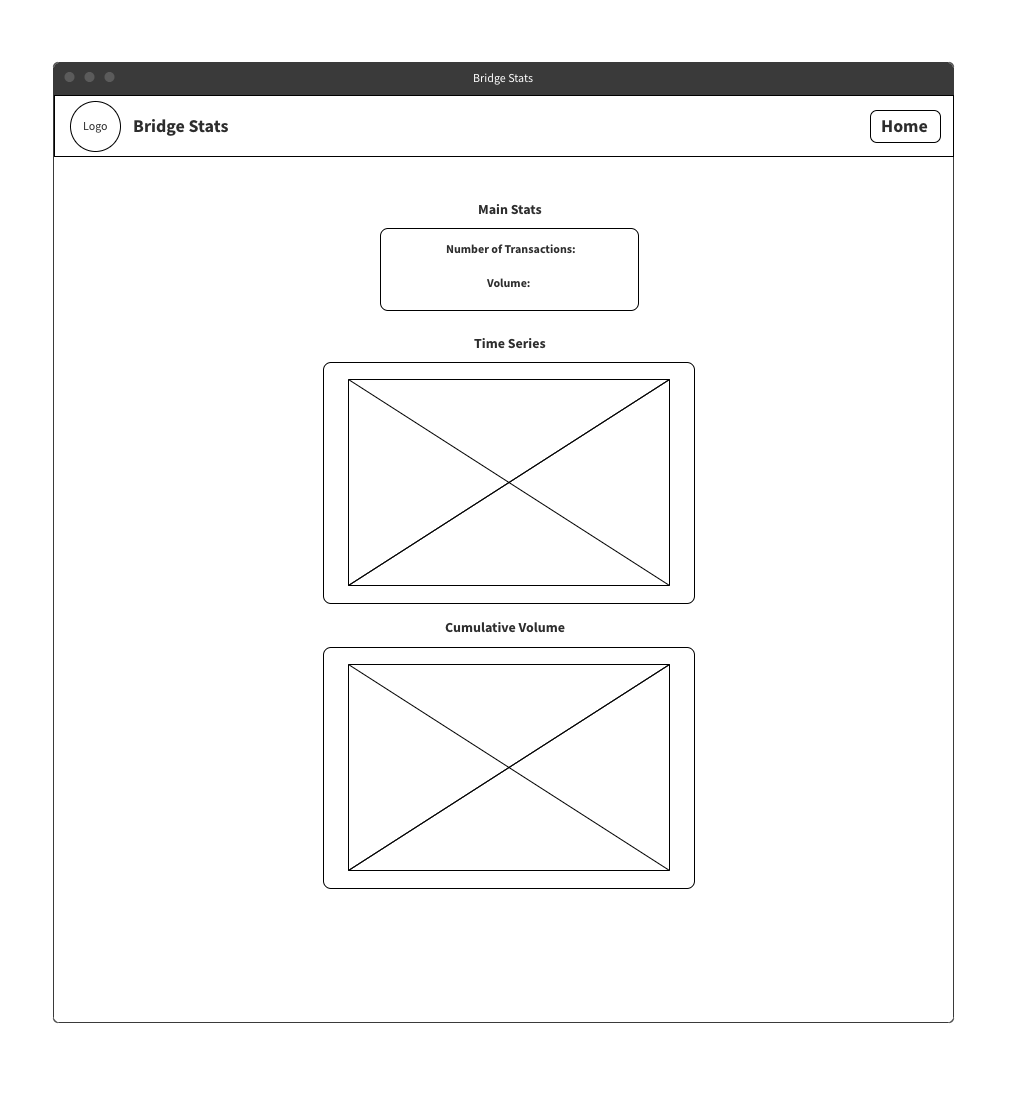 Bridge Stats
Logo
Bridge Stats
Home
Main Stats
Number of Transactions:
Volume:
Time Series
Cumulative Volume